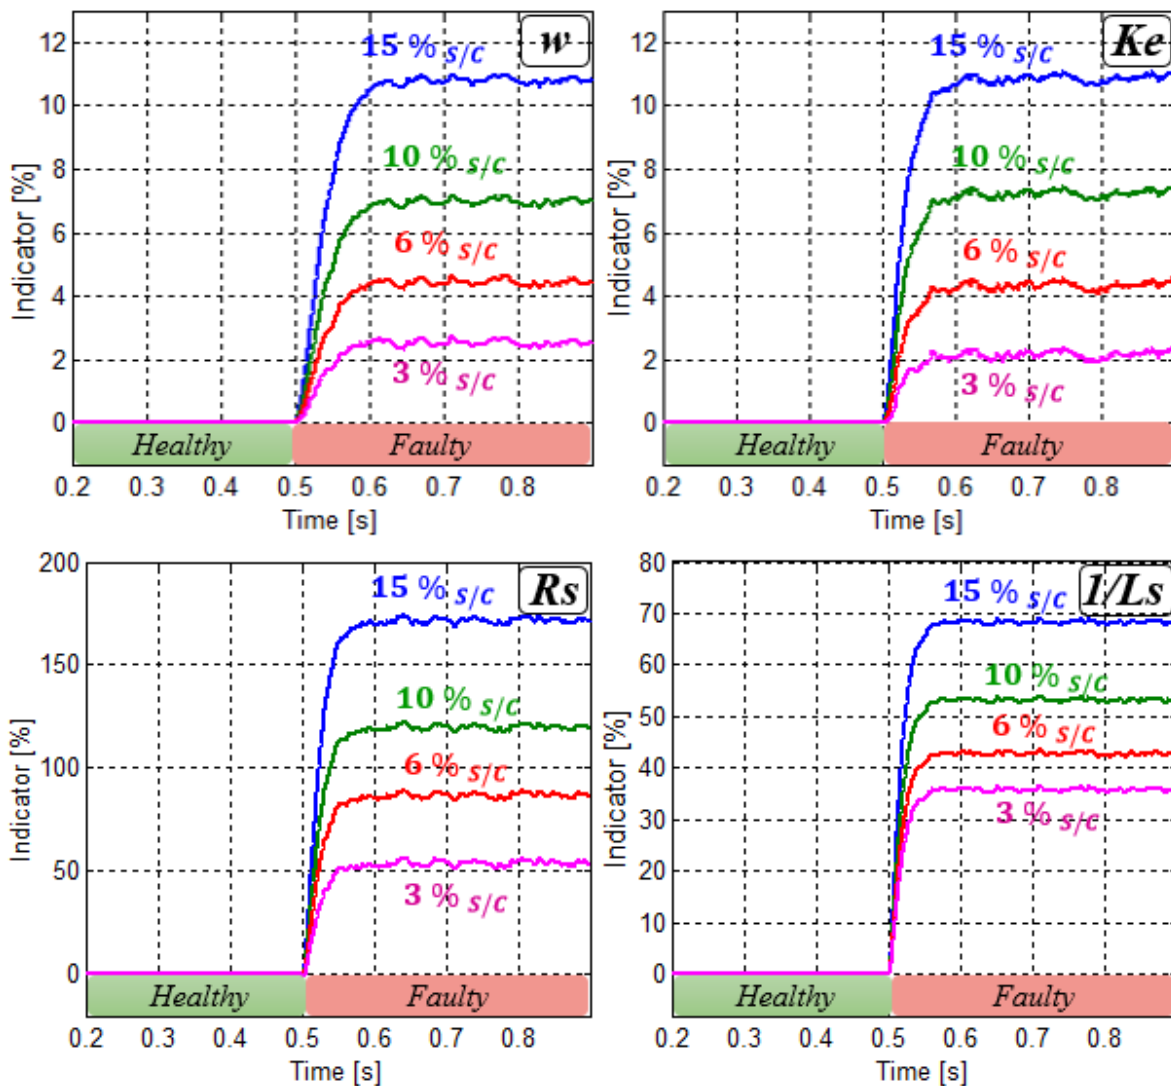 w
15 % s/c
10 % s/c
6 % s/c
3 % s/c
Indicator [%]
12
10
8
6
4
2
0
Healthy
Faulty
0.2 0.3 0.4 0.5 0.6 0.7 0.8
Time [s]
Ke
15 % s/c
10 % s/c
6 % s/c
3 % s/c
Indicator [%]
12
10
8
6
4
2
0
Healthy
Faulty
0.2 0.3 0.4 0.5 0.6 0.7 0.8
Time [s]
Rs
15 % s/c
10 % s/c
6 % s/c
3 % s/c
Indicator [%]
200
150
100
50
0
Healthy
Faulty
0.2 0.3 0.4 0.5 0.6 0.7 0.8
Time [s]
1/Ls
15 % s/c
10 % s/c
6 % s/c
3 % s/c
Indicator [%]
80
70
60
50
40
30
20
10
0
Healthy
Faulty
0.2 0.3 0.4 0.5 0.6 0.7 0.8
Time [s]